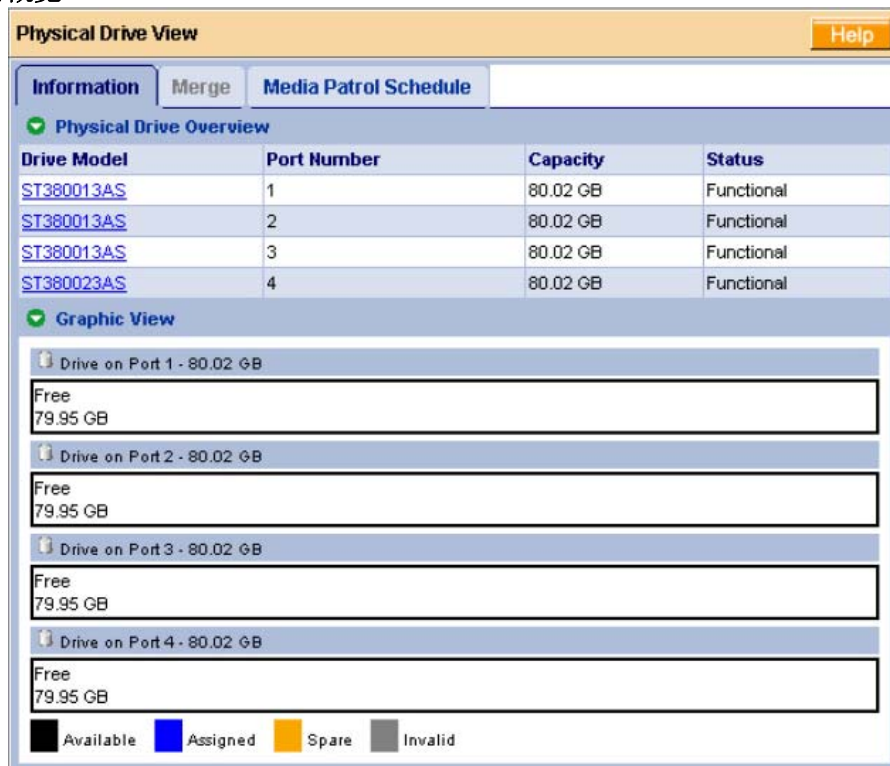 Physical Drive View Help
Information Merge Media Patrol Schedule
Physical Drive Overview
Drive Model Port Number Capacity Status
ST380013AS 1 80.02 GB Functional
ST380013AS 2 80.02 GB Functional
ST380013AS 3 80.02 GB Functional
ST380023AS 4 80.02 GB Functional
Graphic View
Drive on Port 1 - 80.02 GB
Free
79.95 GB
Drive on Port 2 - 80.02 GB
Free
79.95 GB
Drive on Port 3 - 80.02 GB
Free
79.95 GB
Drive on Port 4 - 80.02 GB
Free
79.95 GB
Available Assigned Spare Invalid